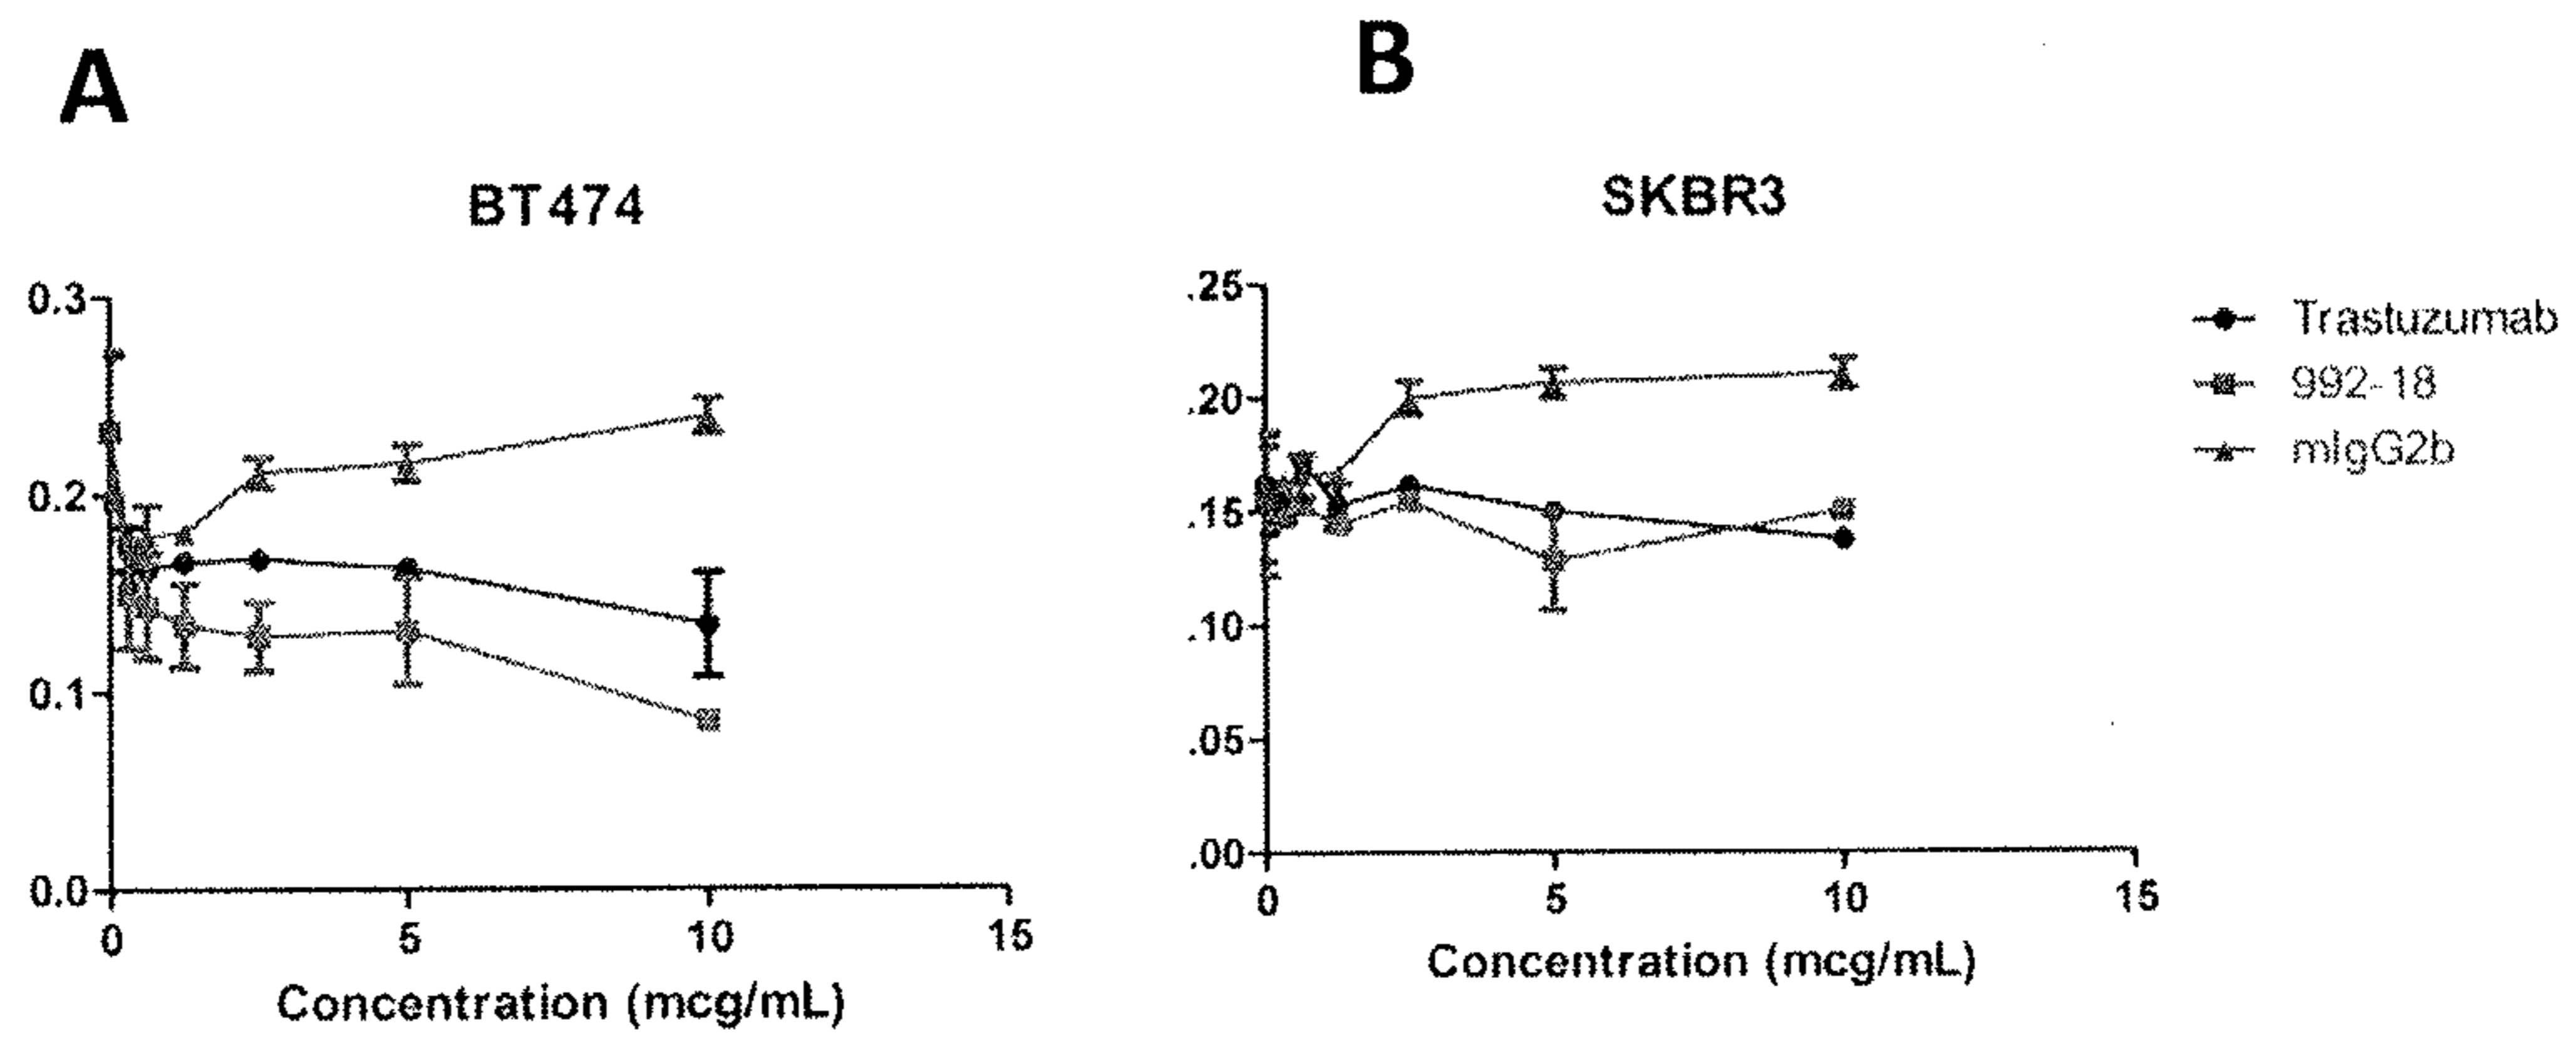 A
BT474
0.3
0.2
0.1
0.0
0 5 10 15
Concentration (mcg/mL)
B
SKBR3
.25
.20
.15
.10
.05
.00
0 5 10 15
Concentration (mcg/mL)
Trastuzumab
992-18
mIgG2b